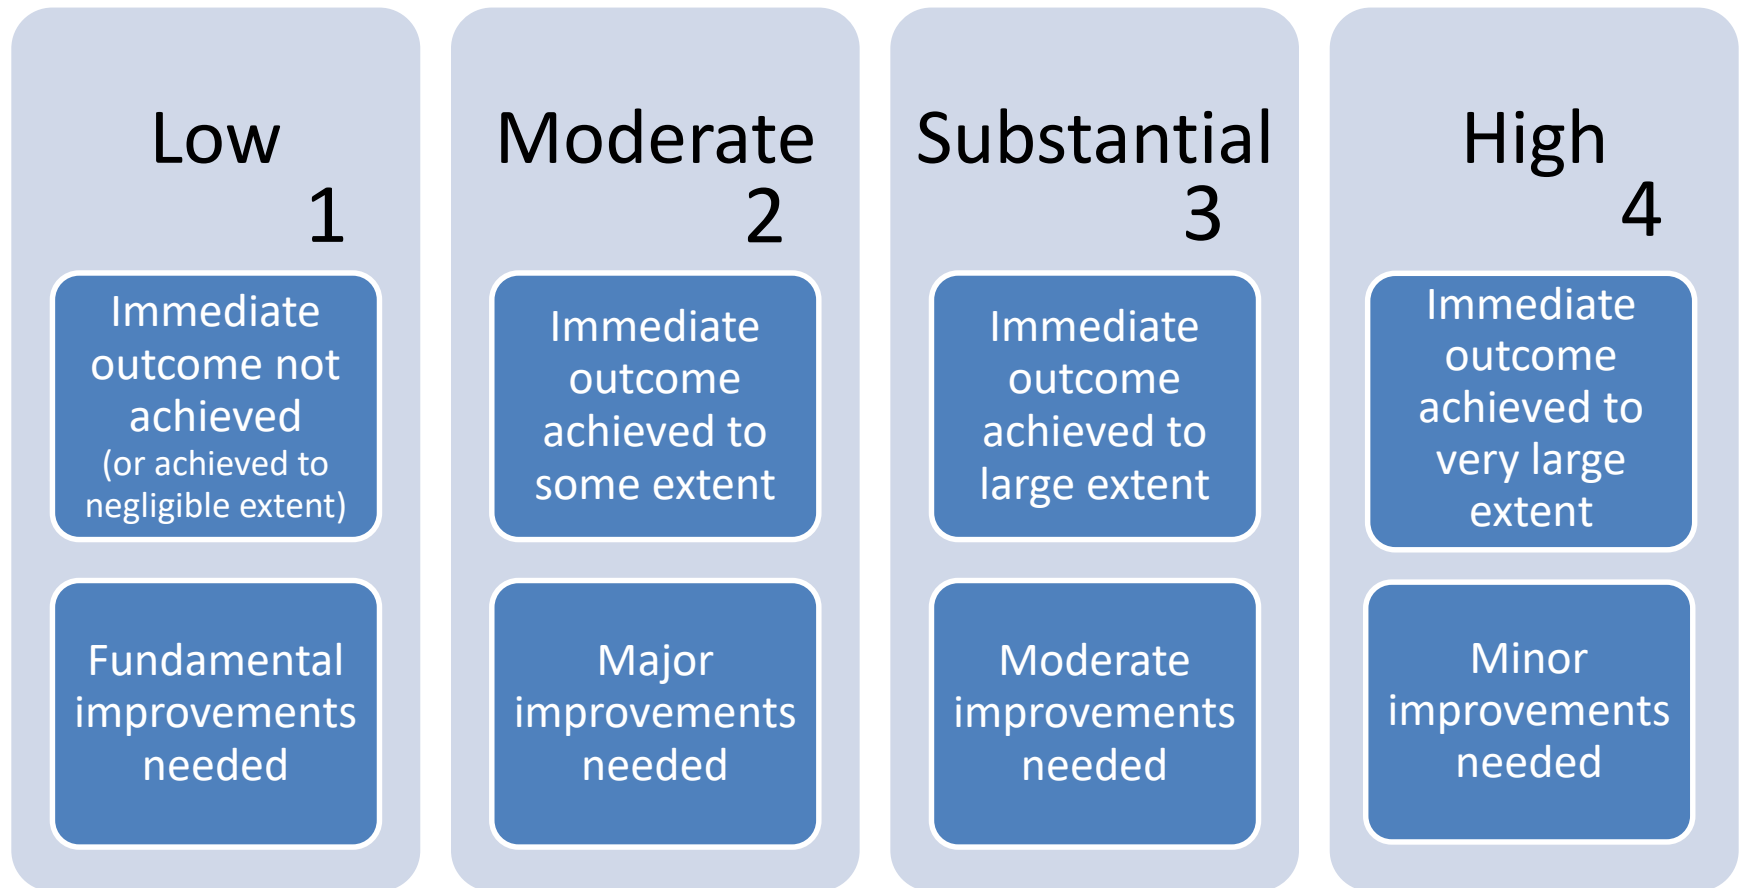 Low
1
Immediate
outcome not
achieved
(or achieved to
negligible extent)
Fundamental
improvements
needed
Moderate
2
Immediate
outcome
achieved to
some extent
Major
improvements
needed
Substantial
3
Immediate
outcome
achieved to
large extent
Moderate
improvements
needed
High
4
Immediate
outcome
achieved to
very large
extent
Minor
improvements
needed